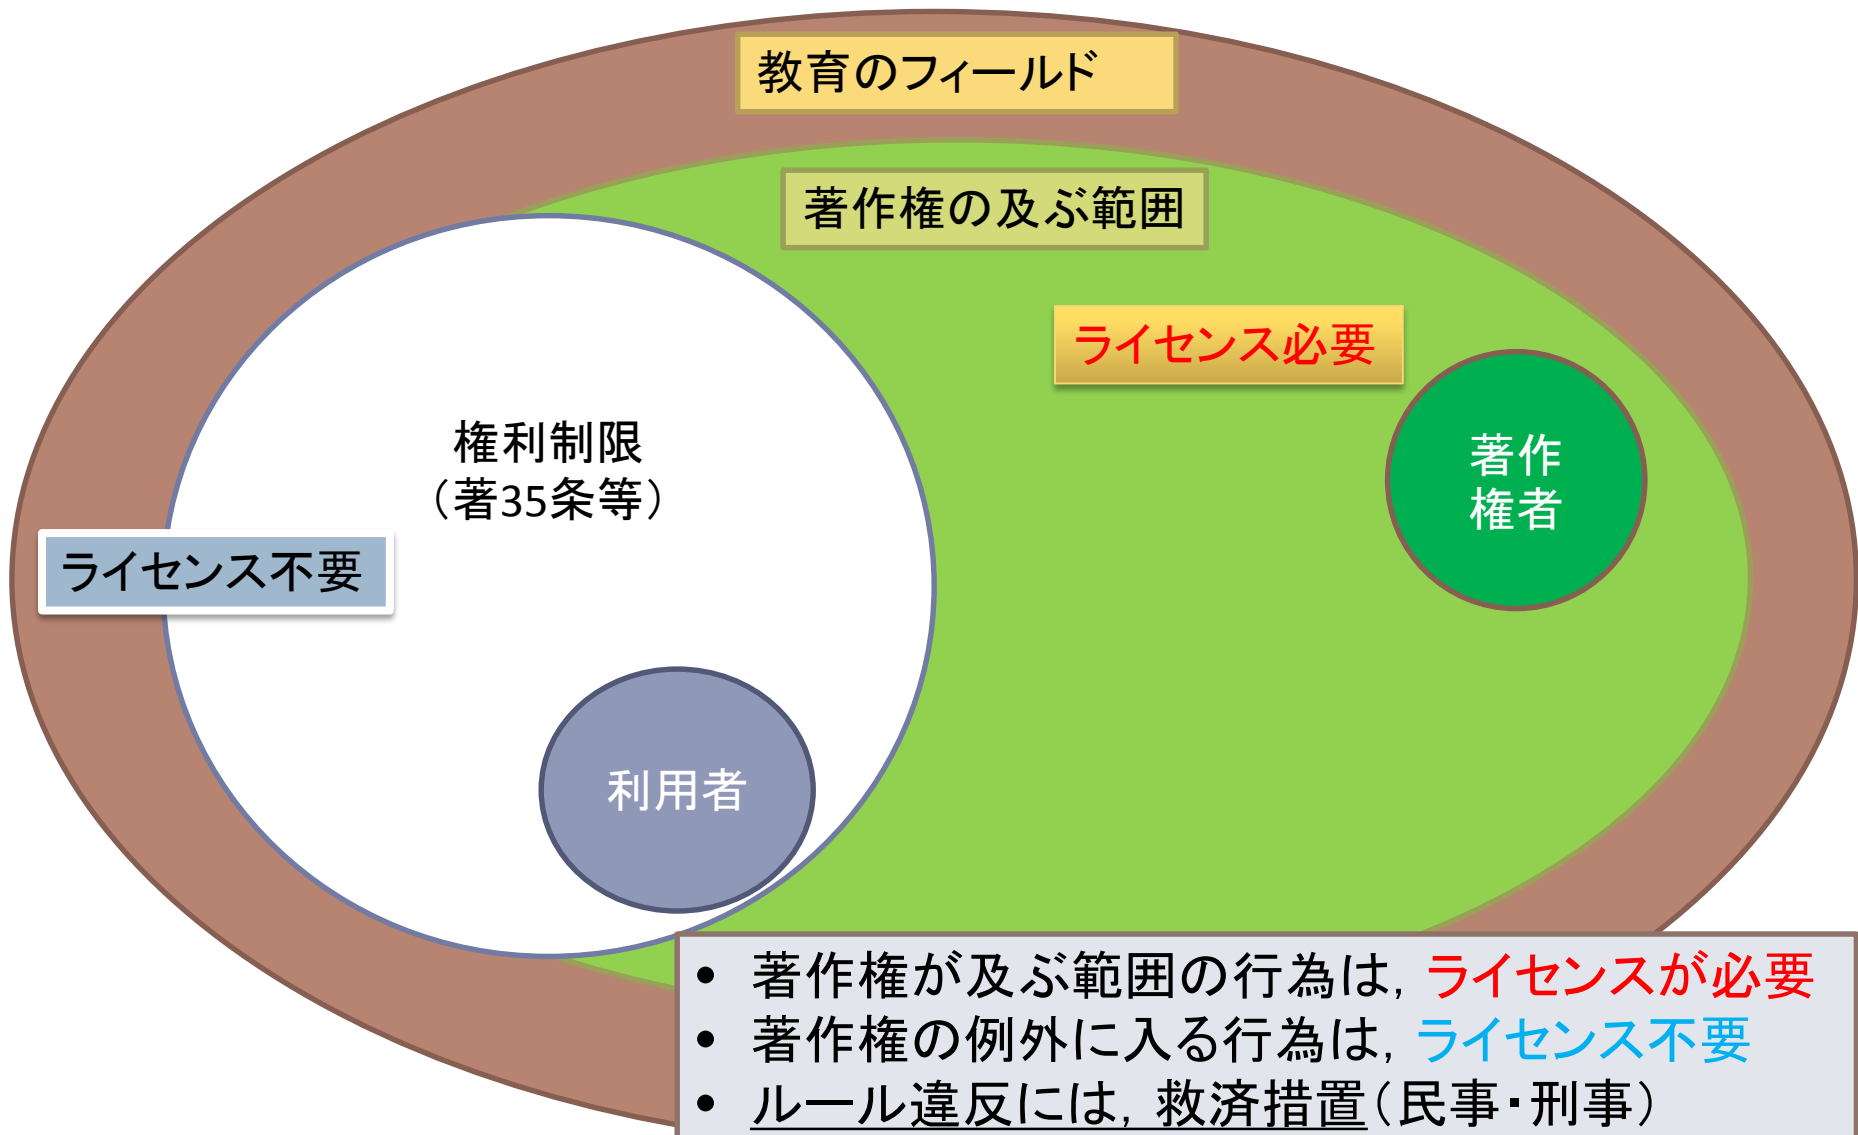 教育のフィールド
著作権の及ぶ範囲
ライセンス必要
権利制限
（著35条等）
著作
権者
ライセンス不要
利用者
• 著作権が及ぶ範囲の行為は，ライセンスが必要
• 著作権の例外に入る行為は，ライセンス不要
• ルール違反には，救済措置（民事・刑事）